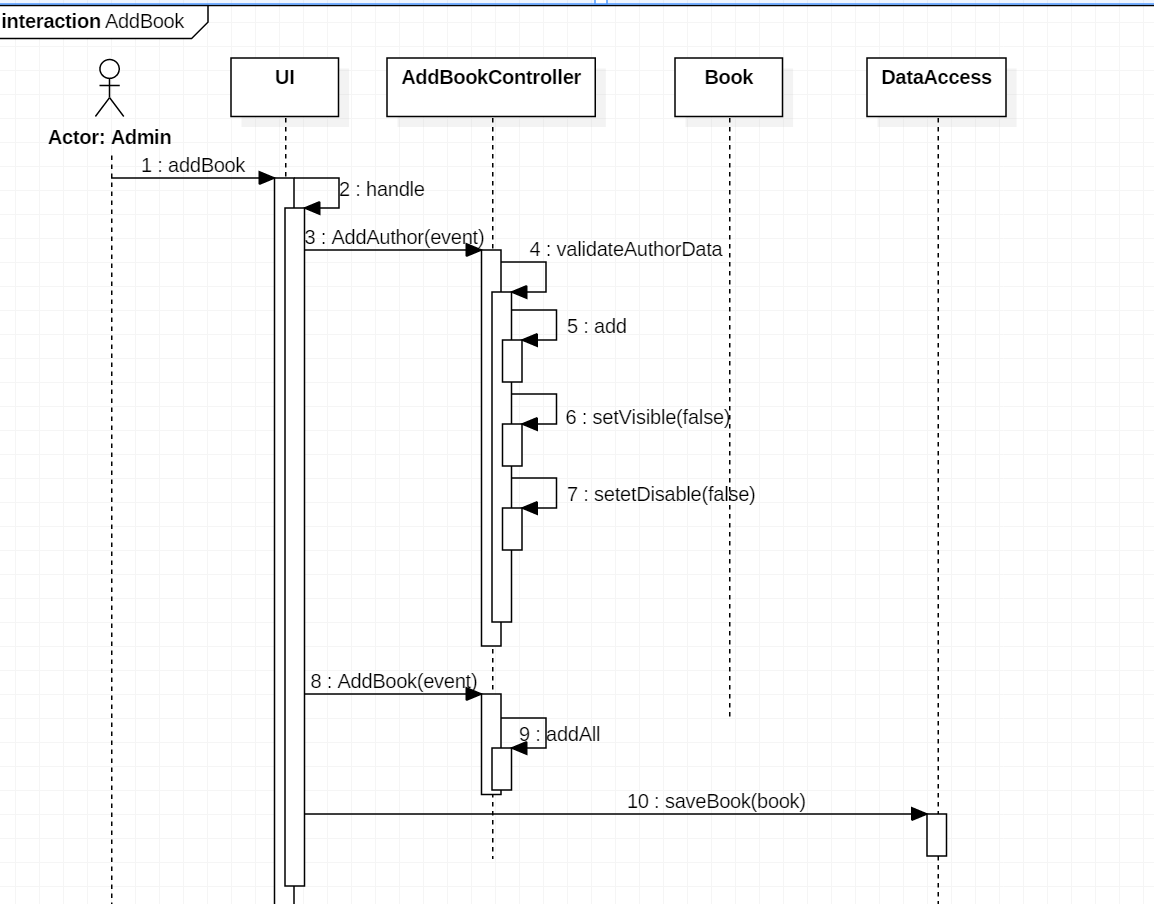 interaction AddBook
UI
AddBookController
Book
DataAccess
Actor: Admin
1 : addBook
2 : handle
3 : AddAuthor(event)
4 : validateAuthorData
5 : add
6 : setVisible(false)
7 : setetDisable(false)
8 : AddBook(event)
9 : addAll
10 : saveBook(book)